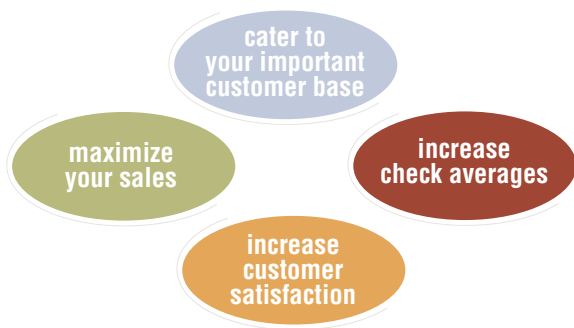 cater to
your important
customer base
maximize
your sales
increase
check averages
increase
customer
satisfaction